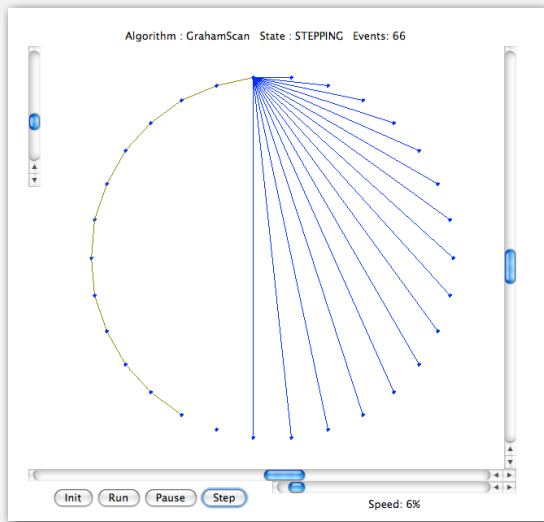 Algorithm : GrahamScan State : STEPPING Events: 66
Init Run Pause Step
Speed: 6%